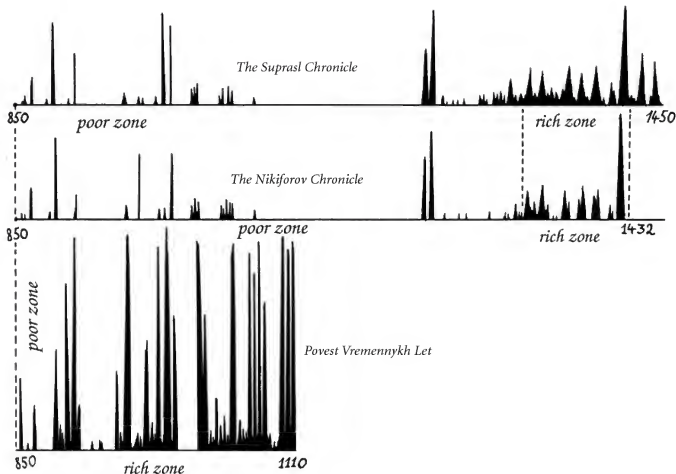 The Suprasl Chronicle
850
poor zone
rich zone
1450
The Nikiforov Chronicle
850
poor zone
rich zone
1432
poor zone
Povest Vremennykh Let
850
rich zone
1110